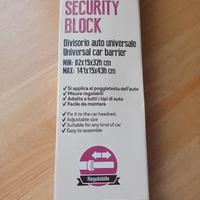 SECURITY
BLOCK
Divisorio auto universale
Universal car barrier
MIN: 82x15x32h cm
MAX: 141x15x43h cm
✓ Si applica al poggiatesta dell'auto
✓ Misure regolabili
✓ Adatto a tutti i tipi di auto
✓ Facile da montare
✓ Fix it to the car headrest
✓ Adjustable size
✓ Suitable for any kind of car
✓ Easy to assemble
Regolabile